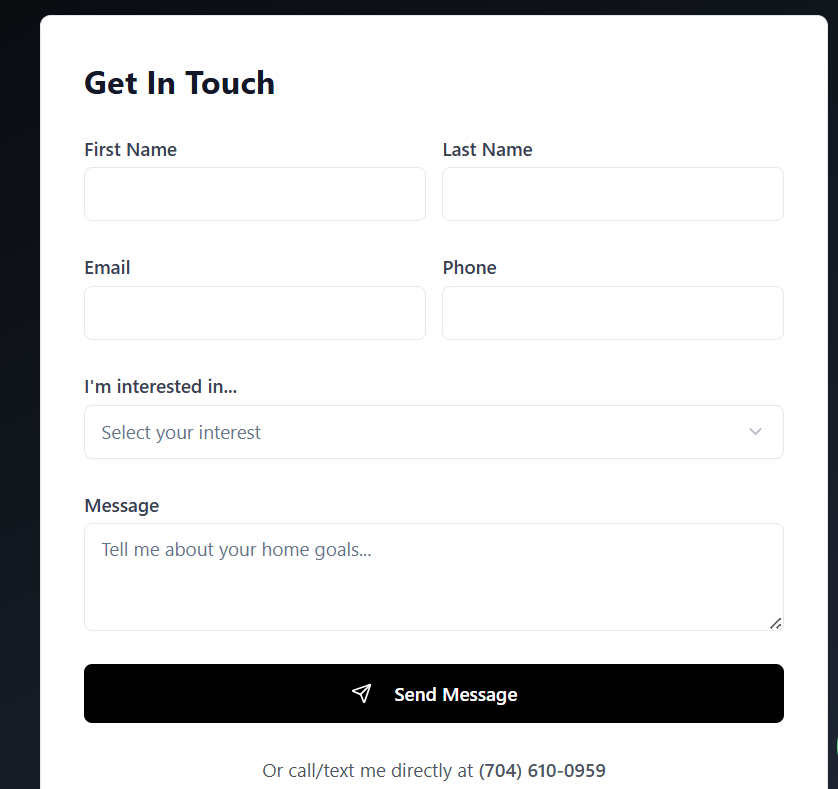 Get In Touch
First Name
Last Name
Email
Phone
I'm interested in...
Select your interest
Message
Tell me about your home goals...
Send Message
Or call/text me directly at (704) 610-0959